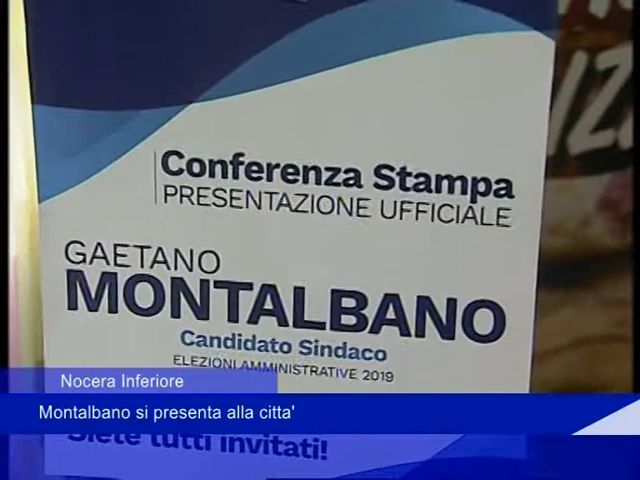 Conferenza Stampa
PRESENTAZIONE UFFICIALE
GAETANO
MONTALBANO
Candidato Sindaco
ELEZIONI AMMINISTRATIVE 2019
Nocera Inferiore
Montalbano si presenta alla citta'
Siete tutti invitati!